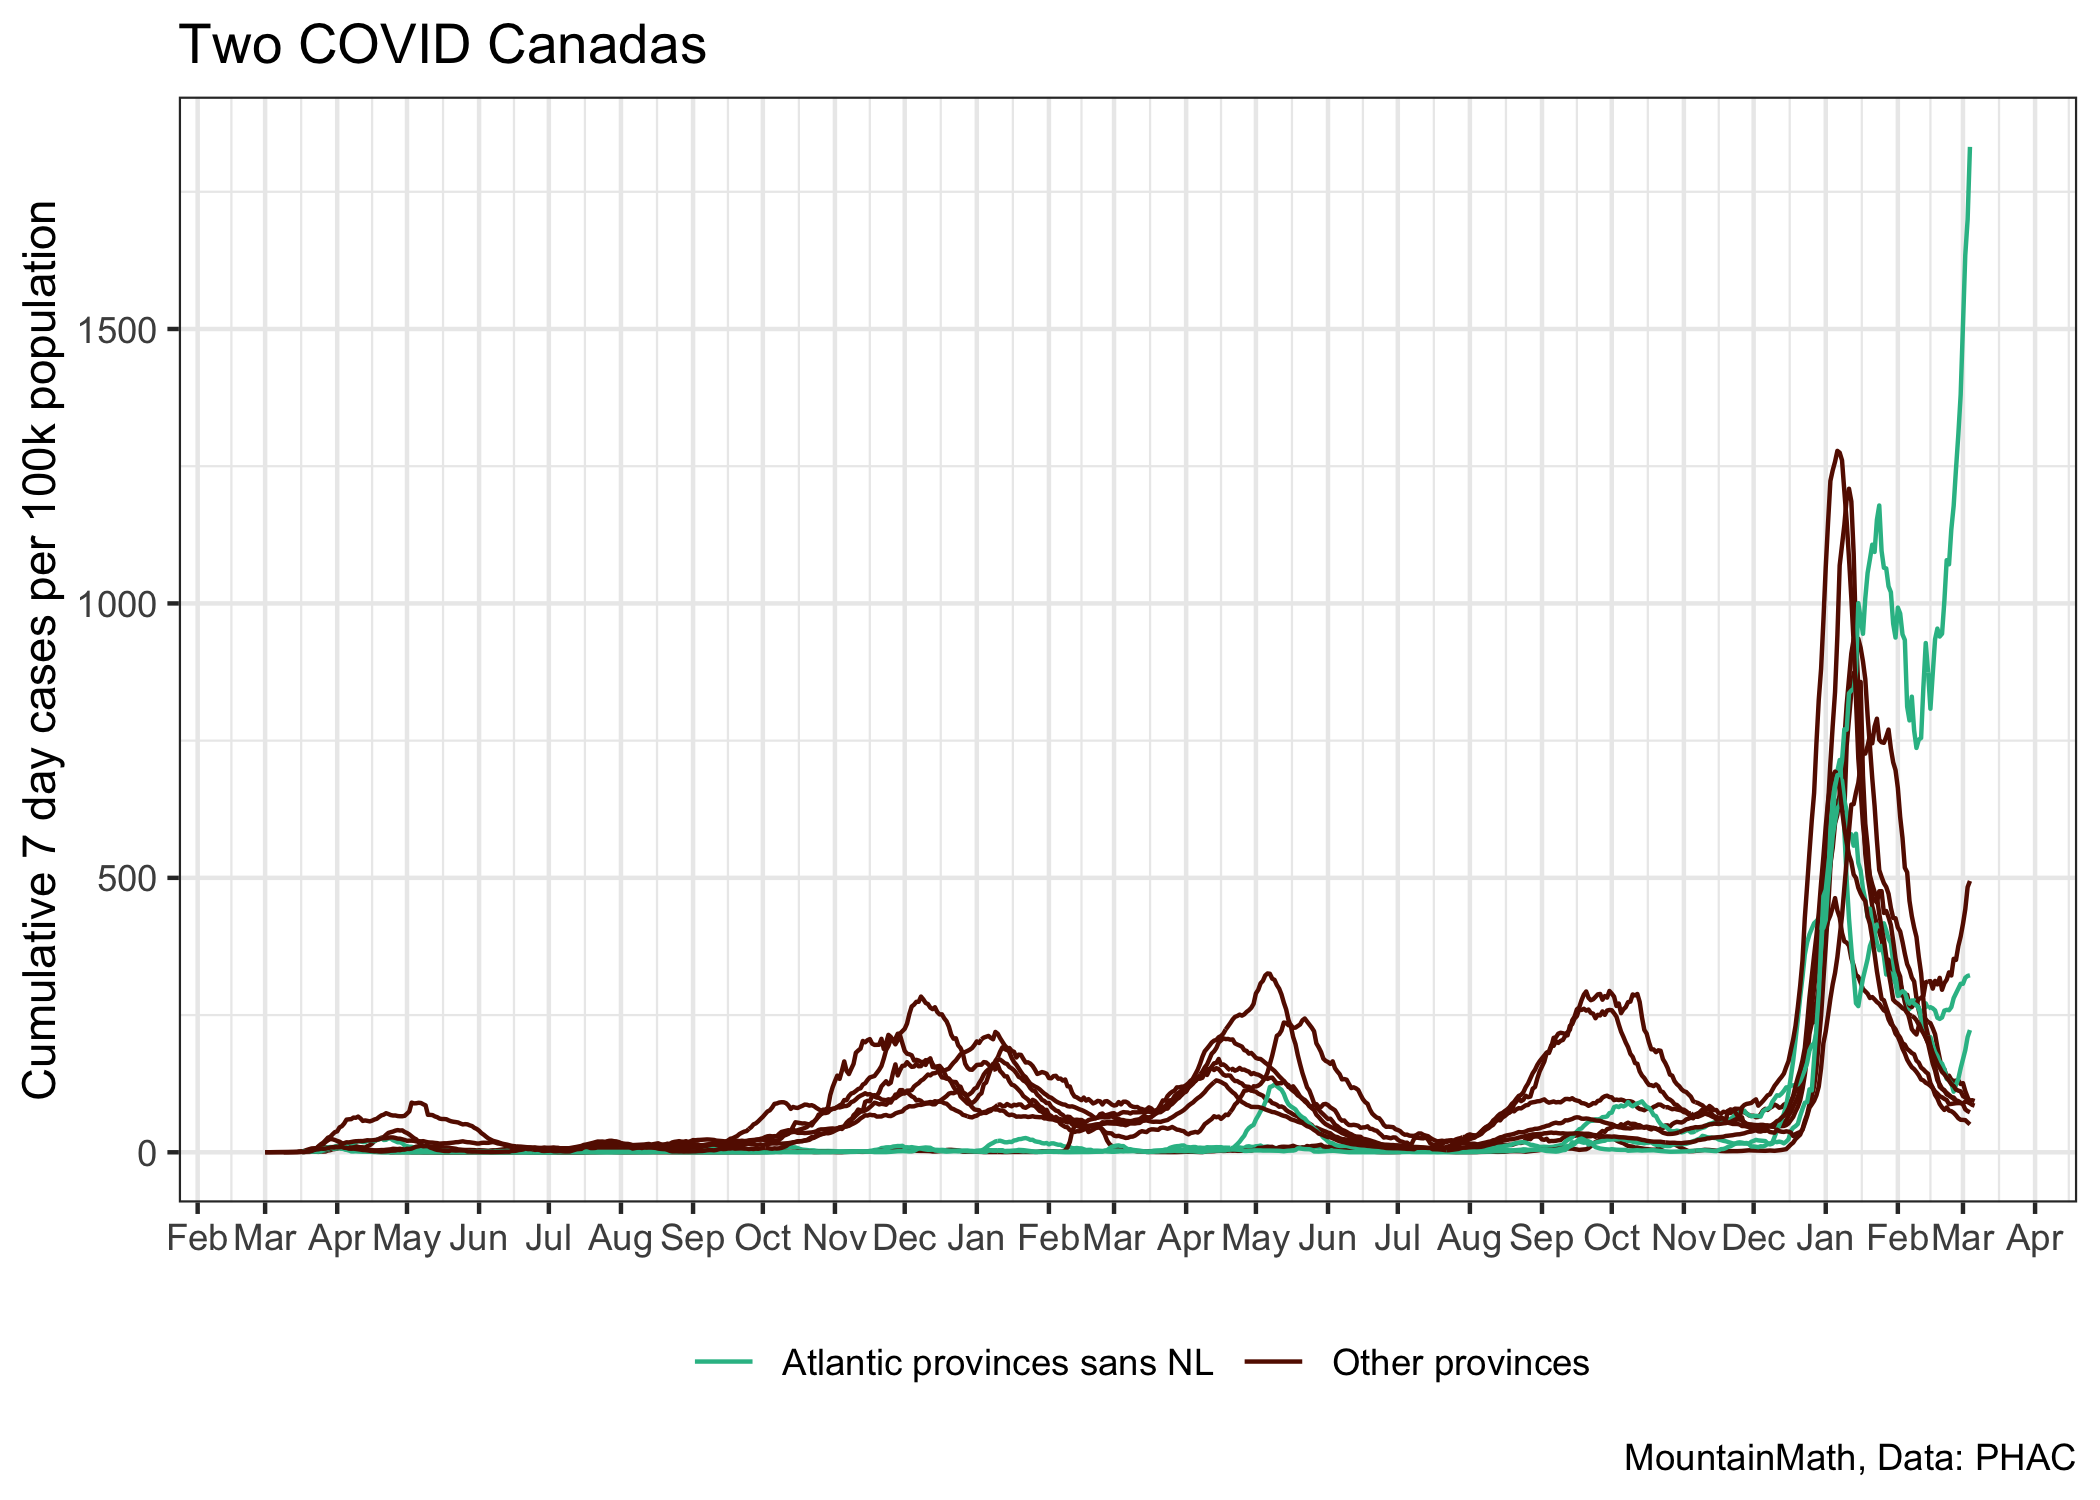 Two COVID Canadas
Cumulative 7 day cases per 100k population
1500
1000
500
0
Feb Mar Apr May Jun Jul Aug Sep Oct Nov Dec Jan Feb Mar Apr May Jun Jul Aug Sep Oct Nov Dec Jan Feb Mar Apr
Atlantic provinces sans NL Other provinces
MountainMath, Data: PHAC